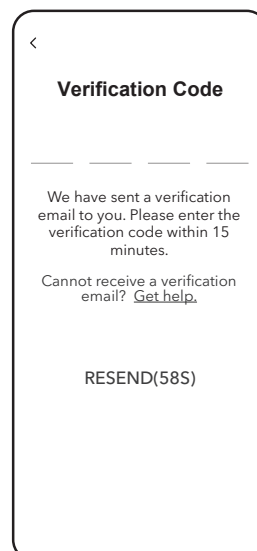 Verification Code
We have sent a verification
email to you. Please enter the
verification code within 15
minutes.
Cannot receive a verification
email? Get help.
RESEND(58S)